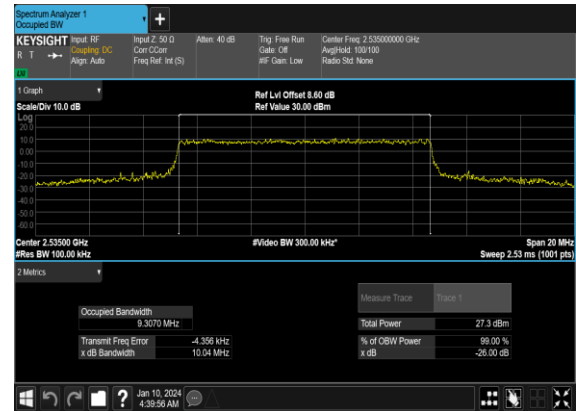 Spectrum Analyzer 1
Occupied BW
+
KEYSIGHT Input: RF Input Z: 50 Ω Atten: 40 dB Trig: Free Run Center Freq: 2.535000000 GHz
R T Coupling: DC Corr CCorr Gate: Off Avg|Hold: 100/100
Align: Auto Freq Ref: Int (S) #IF Gain: Low Radio Std: None
1 Graph
Ref Lvl Offset 8.60 dB
Scale/Div 10.0 dB Ref Value 30.00 dBm
Log
20.0
10.0
0.00
-10.0
-20.0
-30.0
-40.0
-50.0
-60.0
Center 2.53500 GHz #Video BW 300.00 kHz* Span 20 MHz
#Res BW 100.00 kHz Sweep 2.53 ms (1001 pts)
2 Metrics
Measure Trace Trace 1
Occupied Bandwidth
9.3070 MHz Total Power 27.3 dBm
Transmit Freq Error -4.356 kHz % of OBW Power 99.00 %
x dB Bandwidth 10.04 MHz x dB -26.00 dB
? Jan 10, 2024
4:39:56 AM